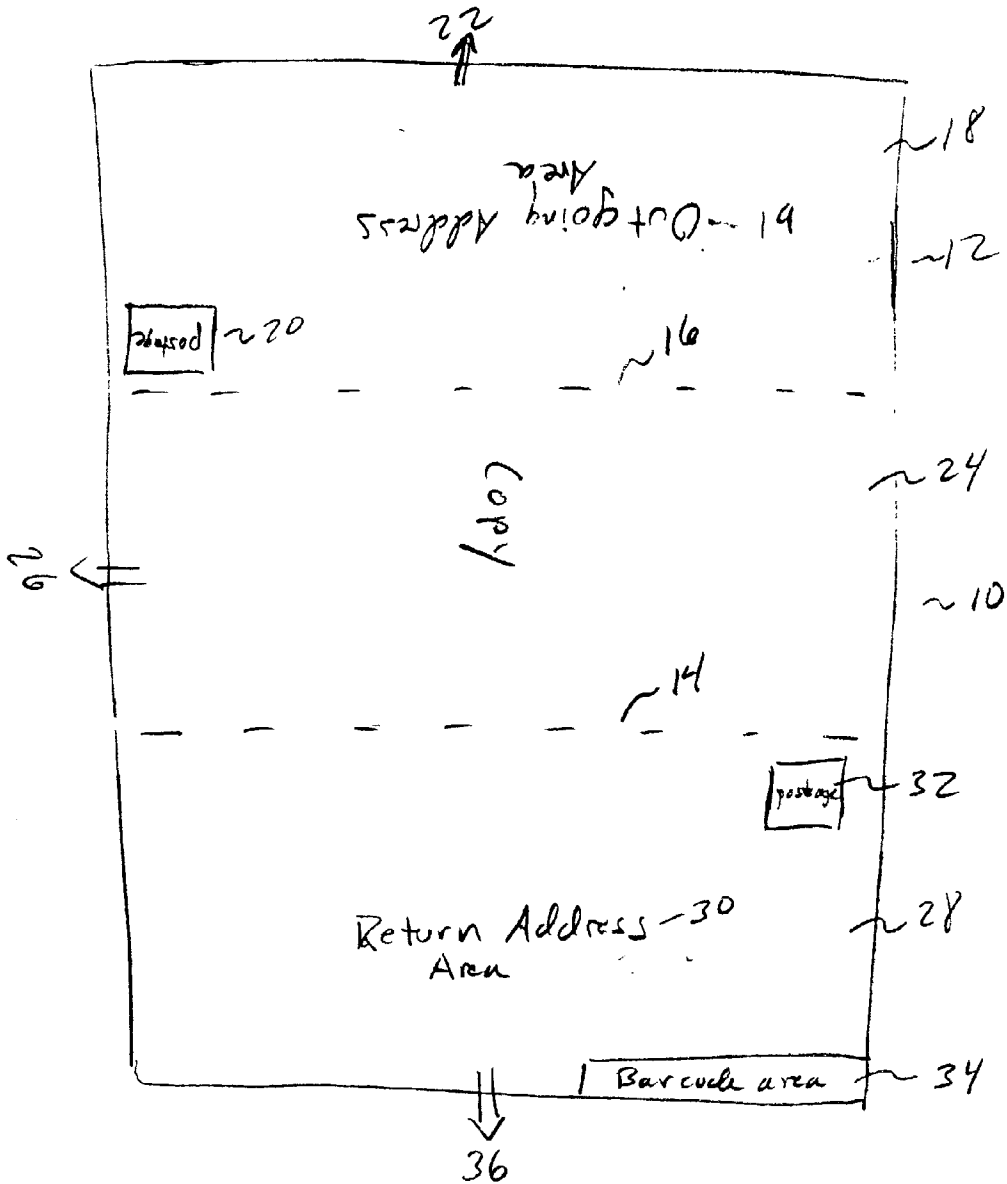 22
18
Outgoing Address - 19
Area
12
postage
20
16
Copy
24
26
10
14
postage
32
Return Address - 30
Area
28
Barcode area
34
36